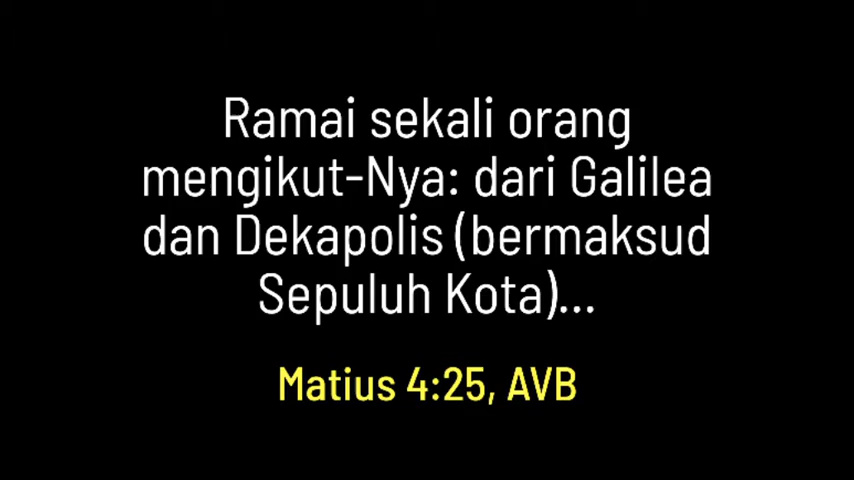 Ramai sekali orang
mengikut-Nya: dari Galilea
dan Dekapolis (bermaksud
Sepuluh Kota)...
Matius 4:25, AVB